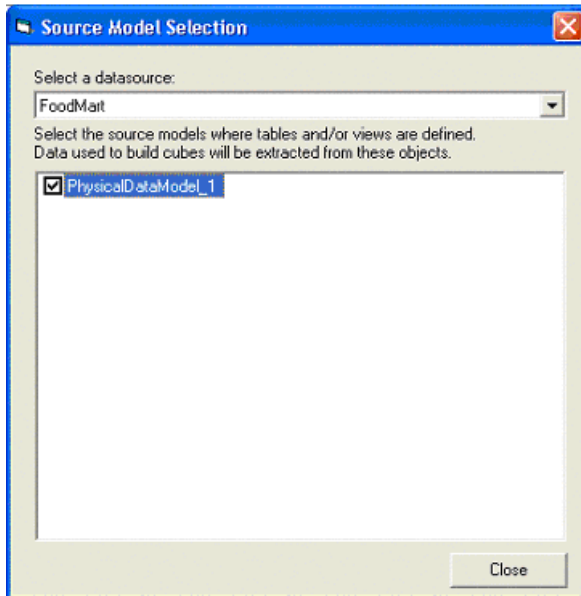 Source Model Selection
Select a datasource:
FoodMart
Select the source models where tables and/or views are defined.
Data used to build cubes will be extracted from these objects.
PhysicalDataModel_1
Close